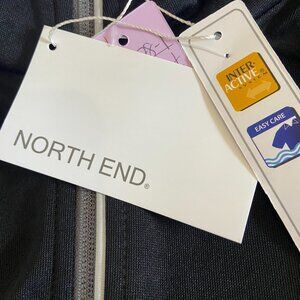 NORTH END®
INTER-
ACTIVE®
EASY CARE